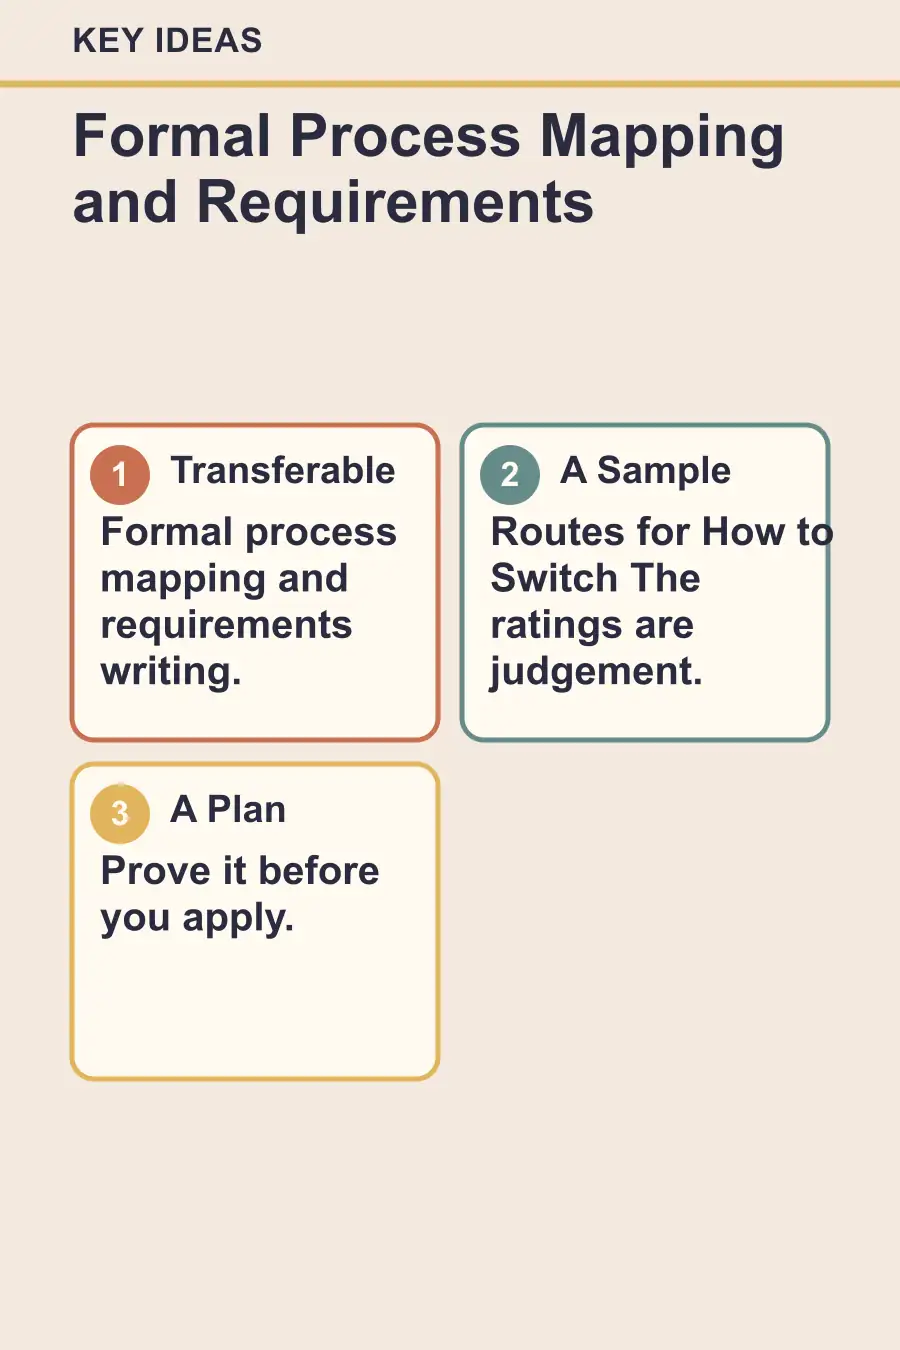 KEY IDEAS
Formal Process Mapping
and Requirements
1 Transferable
Formal process
mapping and
requirements
writing.
2 A Sample
Routes for How to
Switch The
ratings are
judgement.
3 A Plan
Prove it before
you apply.